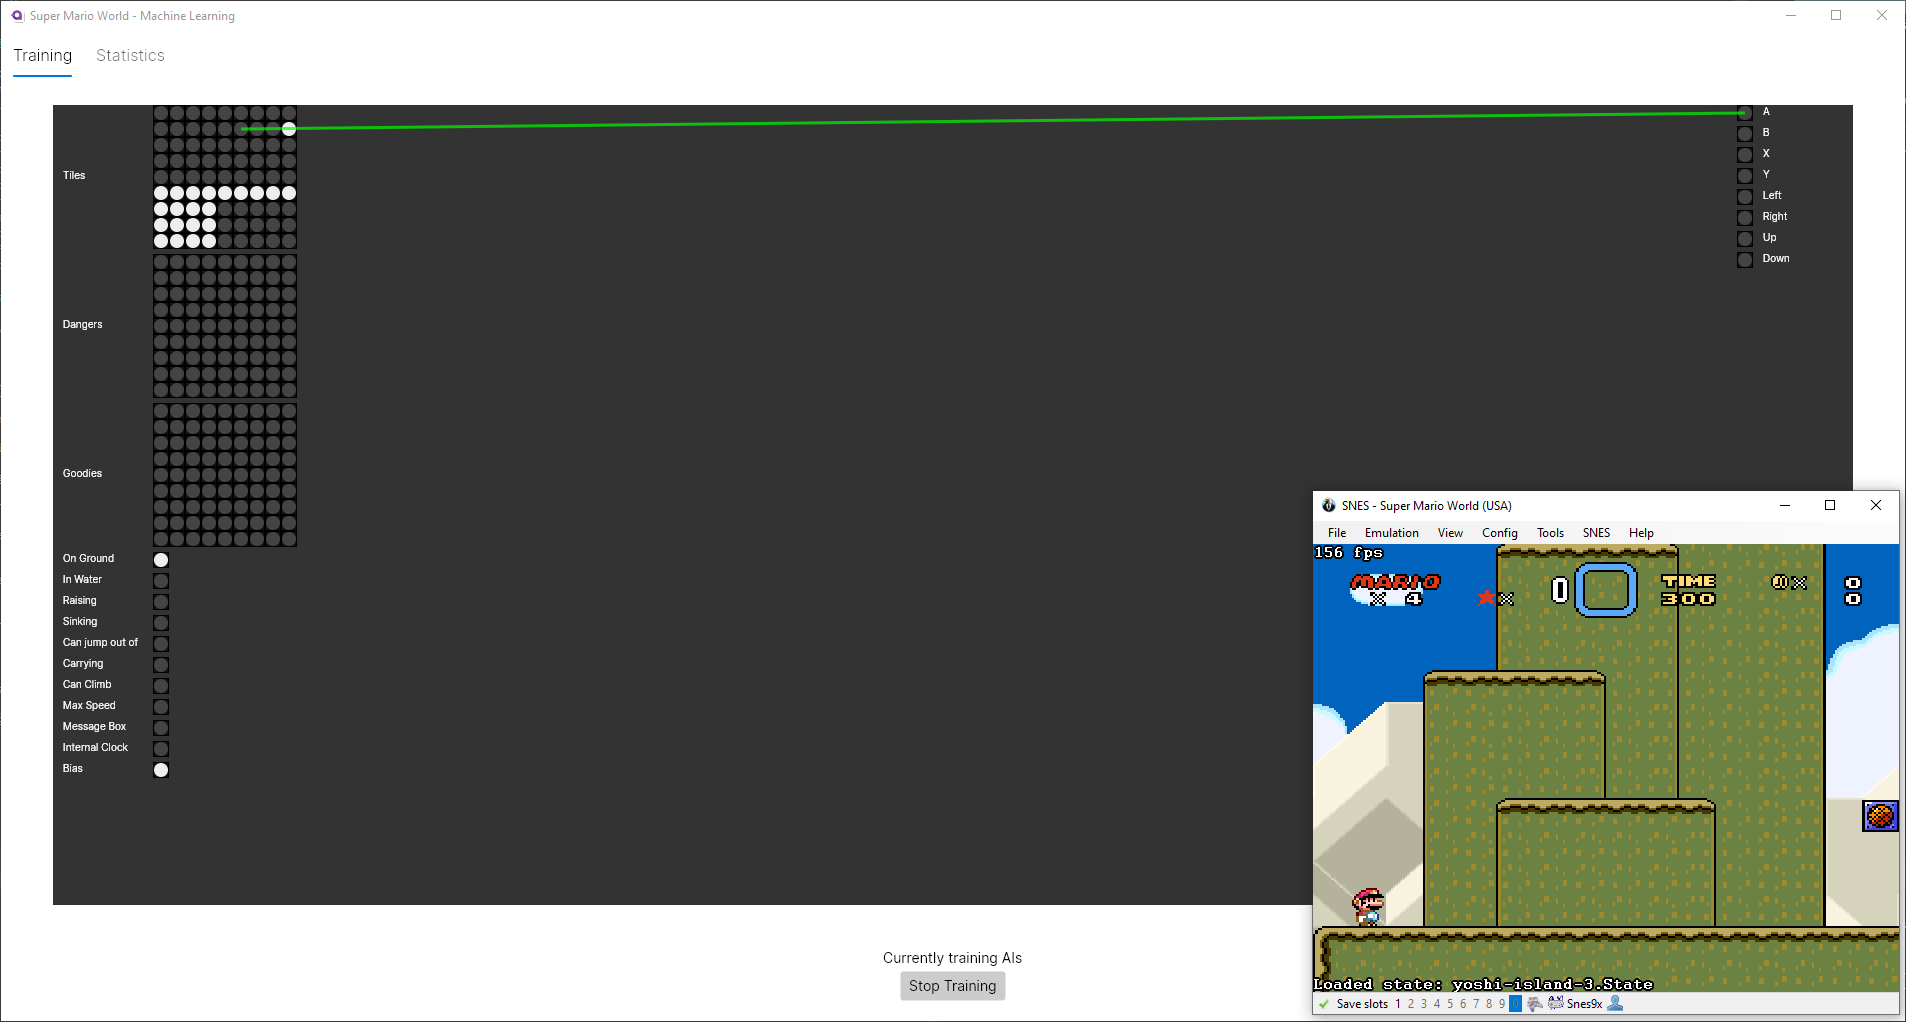 Super Mario World - Machine Learning
Training Statistics
Tiles
Dangers
Goodies
On Ground
In Water
Raising
Sinking
Can jump out of
Carrying
Can Climb
Max Speed
Message Box
Internal Clock
Bias
A
B
X
Y
Left
Right
Up
Down
Currently training AIs
Stop Training
SNES - Super Mario World (USA)
File Emulation View Config Tools SNES Help
156 fps
MARIO TIME
x 4 x 0 300 x 0
0
Loaded state: yoshi-island-3.State
Save slots 1 2 3 4 5 6 7 8 9 0 Snes9x